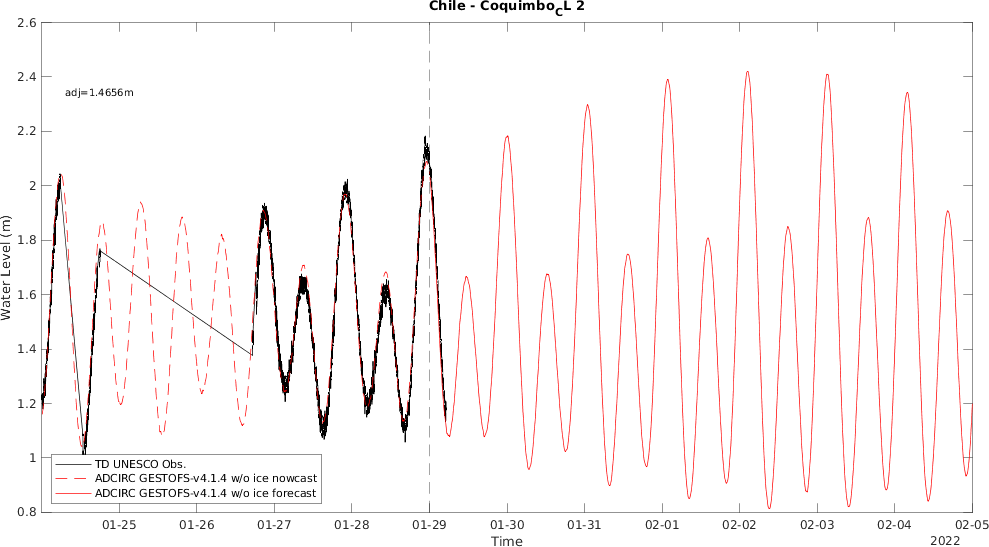 Chile - Coquimbo_CL 2
2.6
2.4
2.2
2
1.8
1.6
1.4
1.2
1
0.8
Water Level (m)
adj=1.4656m
TD UNESCO Obs.
ADCIRC GESTOFS-v4.1.4 w/o ice nowcast
ADCIRC GESTOFS-v4.1.4 w/o ice forecast
01-25 01-26 01-27 01-28 01-29 01-30 01-31 02-01 02-02 02-03 02-04 02-05
Time
2022